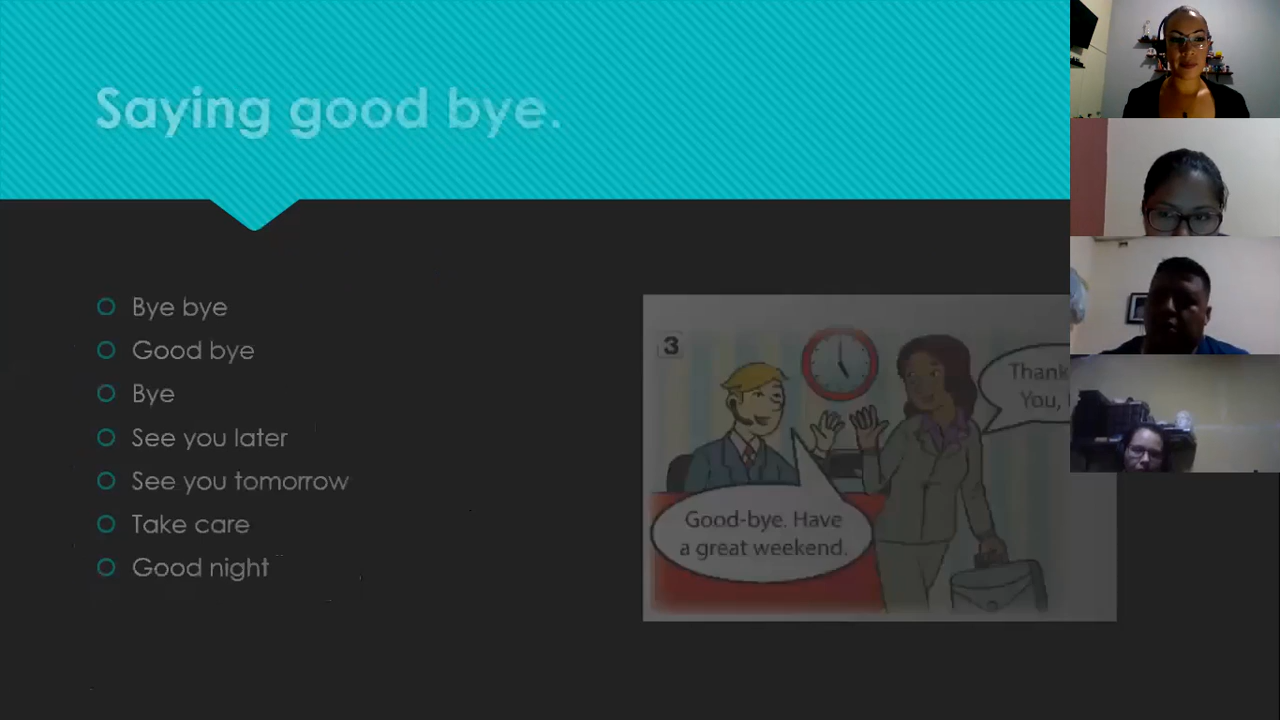 Saying good bye.
Bye bye
Good bye
Bye
See you later
See you tomorrow
Take care
Good night
3
Thank
You,
Good-bye. Have
a great weekend.